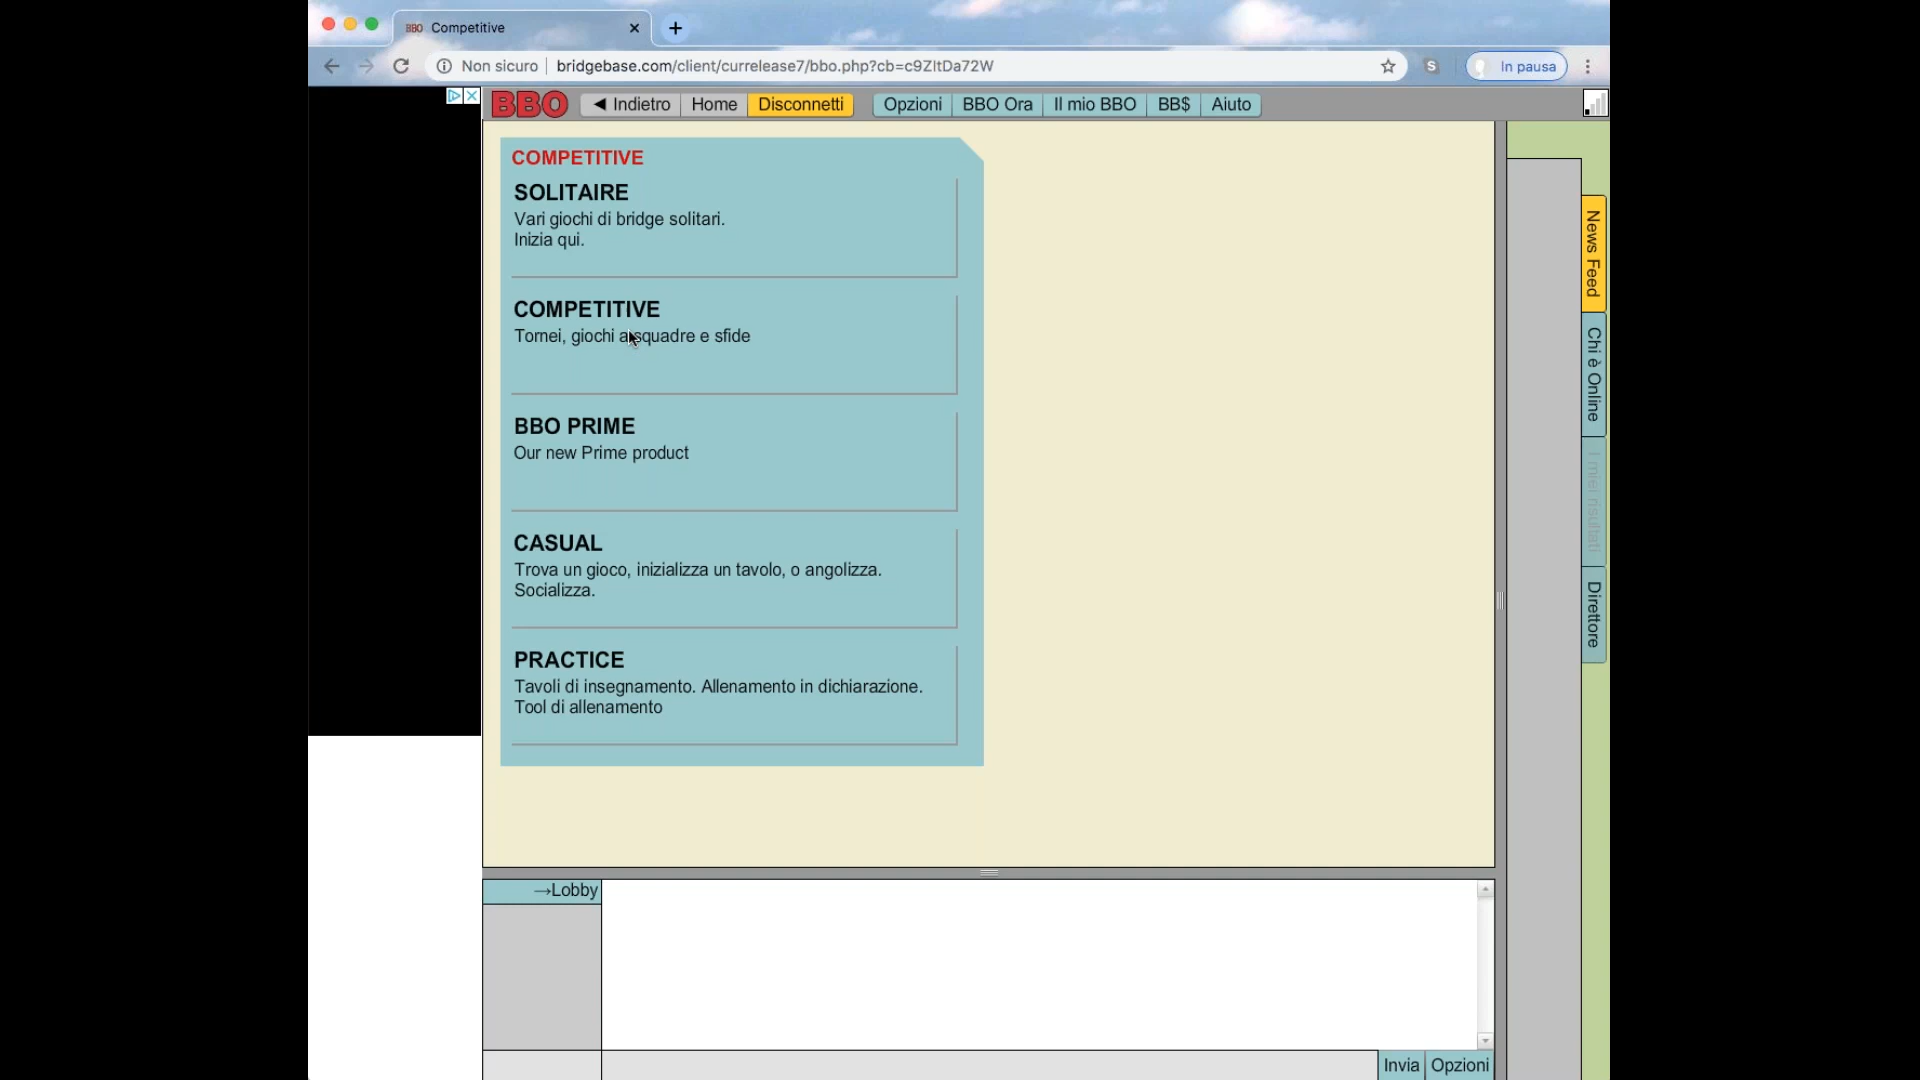 BBO Competitive
Non sicuro bridgebase.com/client/currelease7/bbo.php?cb=c9ZItDa72W
S In pausa
BBO Indietro Home Disconnetti Opzioni BBO Ora Il mio BBO BB$ Aiuto
COMPETITIVE
SOLITAIRE
Vari giochi di bridge solitari.
Inizia qui.
COMPETITIVE
Tornei, giochi a squadre e sfide
BBO PRIME
Our new Prime product
CASUAL
Trova un gioco, inizializza un tavolo, o angolizza.
Socializza.
PRACTICE
Tavoli di insegnamento. Allenamento in dichiarazione.
Tool di allenamento
News Feed
Chi è Online
I miei risultati
Direttore
→Lobby
Invia Opzioni